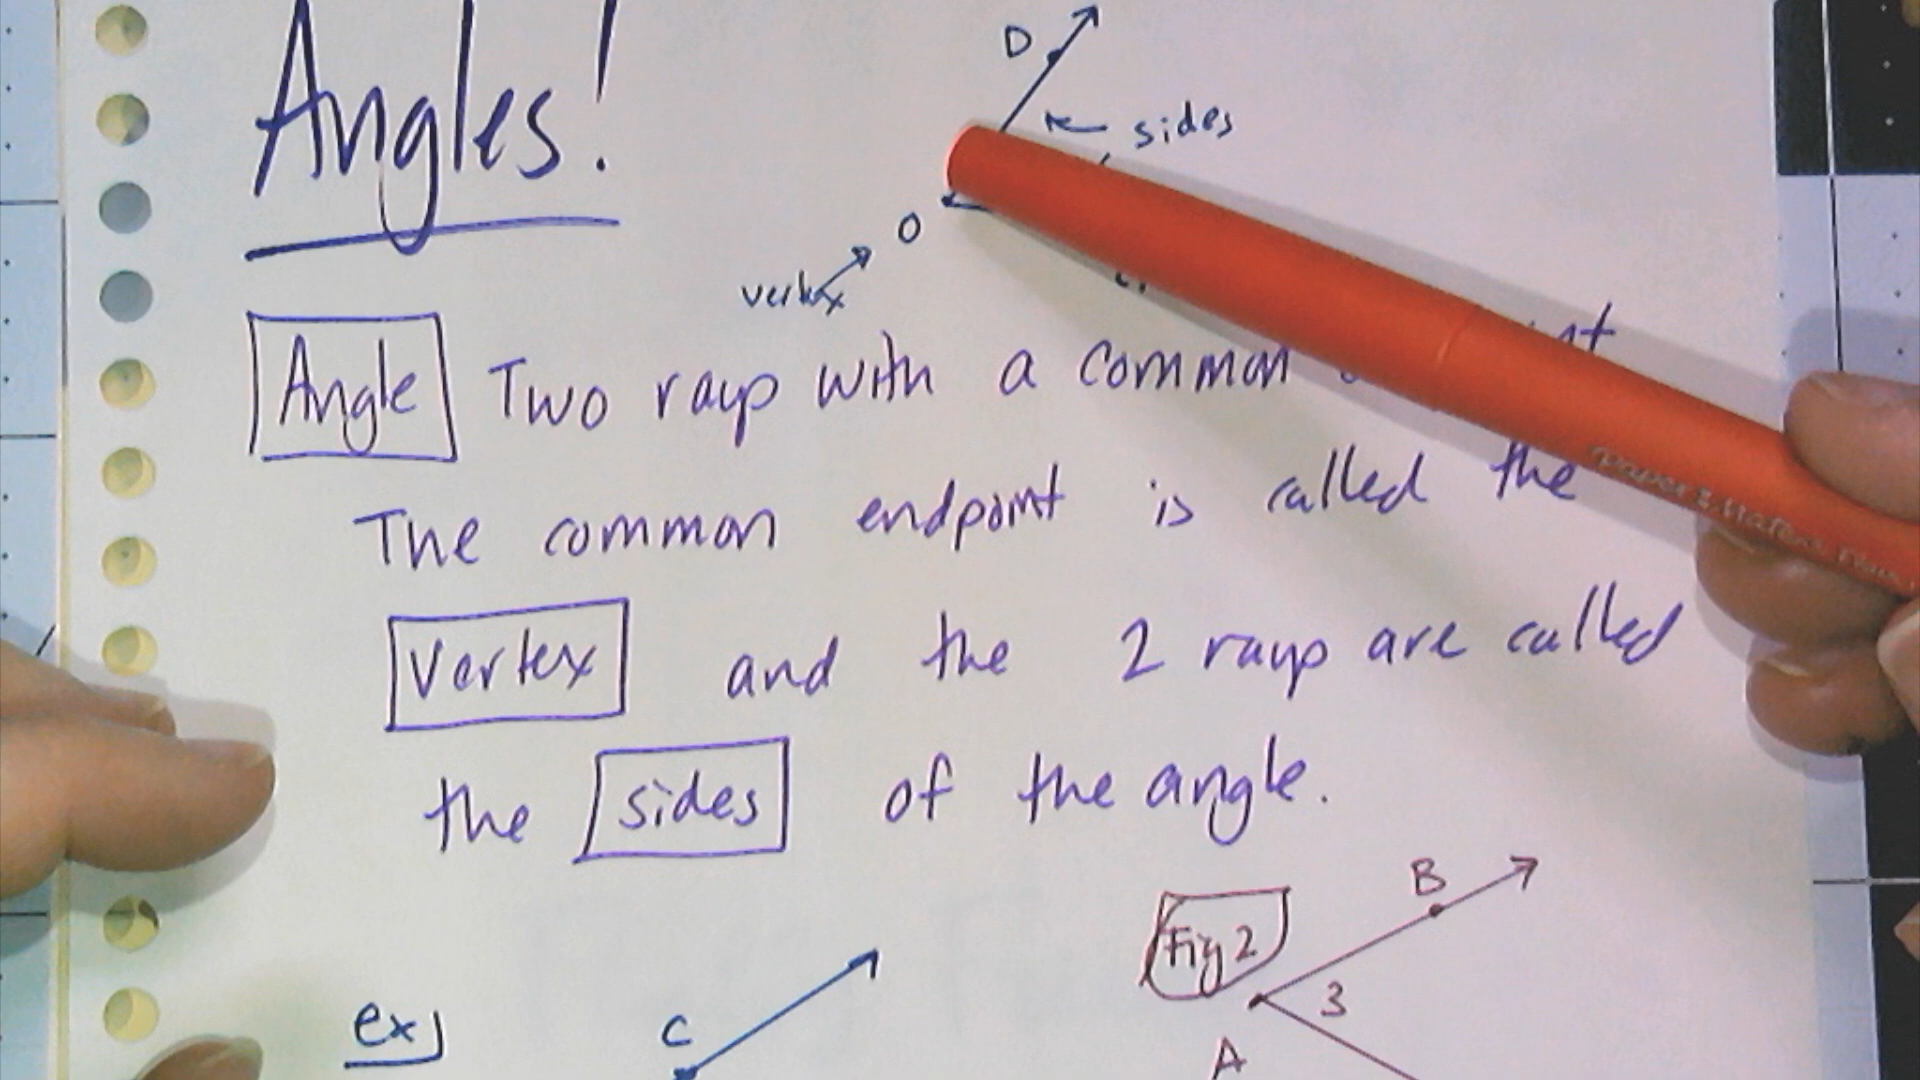 Angles!
D
sides
O
vertex
Angle Two rays with a common
The common endpoint is called the
Vertex and the 2 rays are called
the sides of the angle.
B
Fig 2
3
ex)
C
A